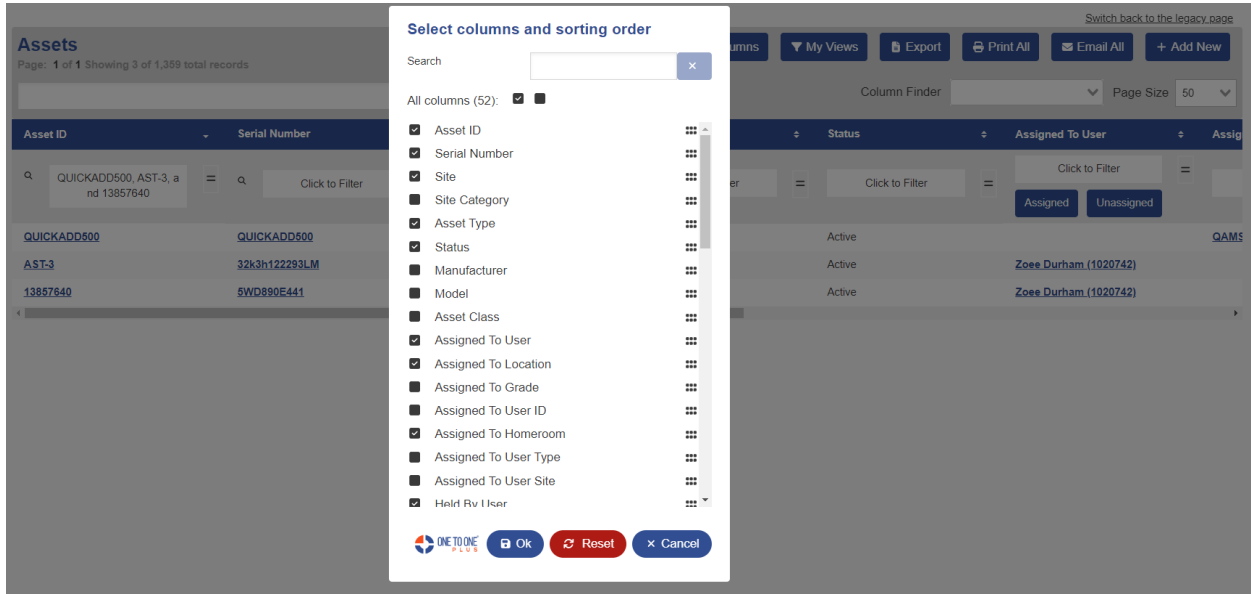 Switch back to the legacy page
Assets
Page: 1 of 1 Showing 3 of 1,359 total records
My Views
Export
Print All
Email All
+ Add New
Column Finder
Page Size 50
Asset ID
Serial Number
Status
Assigned To User
QUICKADD500, AST-3, a
nd 13857640
=
Click to Filter
=
Click to Filter
=
Click to Filter
=
Assigned
Unassigned
QUICKADD500
QUICKADD500
Active
AST-3
32k3h122293LM
Active
Zoee Durham (1020742)
13857640
5WD890E441
Active
Zoee Durham (1020742)
Select columns and sorting order
Search
×
All columns (52):
Asset ID
Serial Number
Site
Site Category
Asset Type
Status
Manufacturer
Model
Asset Class
Assigned To User
Assigned To Location
Assigned To Grade
Assigned To User ID
Assigned To Homeroom
Assigned To User Type
Assigned To User Site
Held By User
ONE TO ONE
PLUS
Ok
Reset
× Cancel